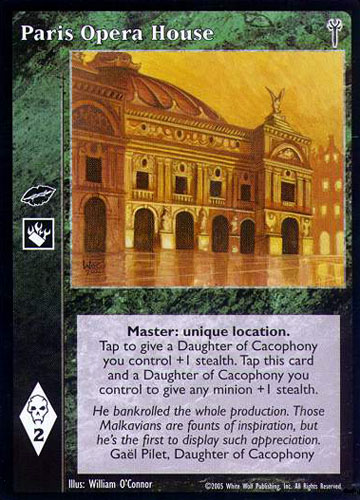 Paris Opera House
2
Master: unique location.
Tap to give a Daughter of Cacophony
you control +1 stealth. Tap this card
and a Daughter of Cacophony you
control to give any minion +1 stealth.
He bankrolled the whole production. Those
Malkavians are founts of inspiration, but
he's the first to display such appreciation.
Gaël Pilet, Daughter of Cacophony
Illus: William O'Connor
©2005 White Wolf Publishing, Inc. All Rights Reserved.